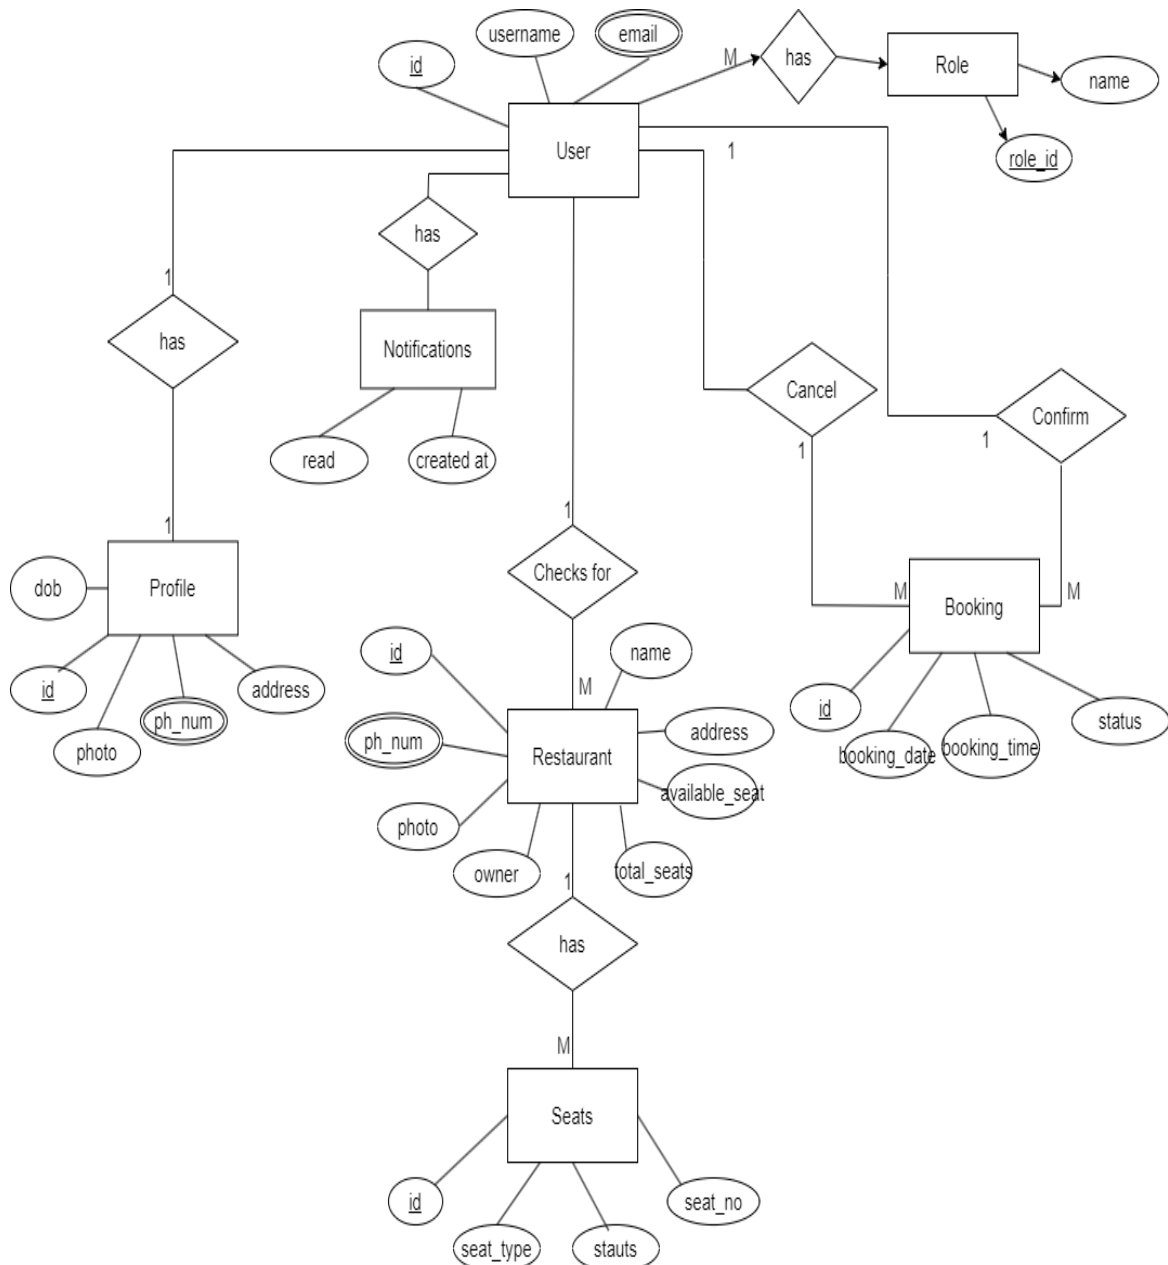 username
email
id
M
has
Role
name
User
1
role_id
has
1
has
Notifications
Cancel
Confirm
1
1
read
created at
1
1
Checks for
dob
Profile
M
Booking
M
id
address
ph_num
photo
id
name
M
ph_num
Restaurant
address
available_seat
photo
owner
total_seats
id
booking_date
booking_time
status
1
has
M
Seats
id
seat_type
stauts
seat_no